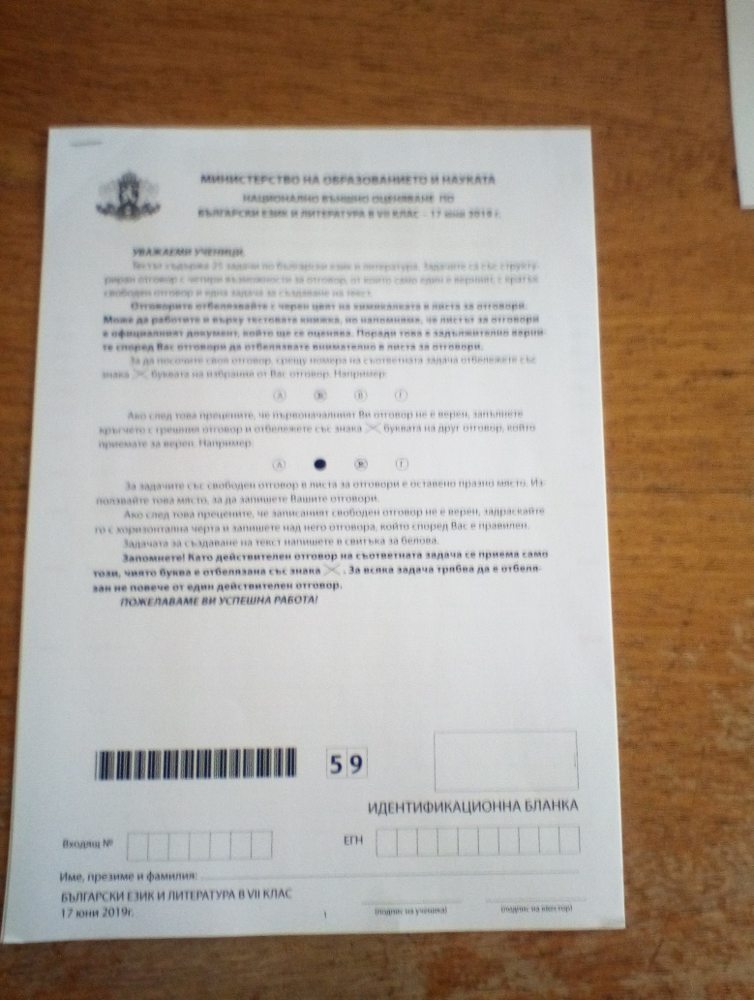 МИНИСТЕРСТВО НА ОБРАЗОВАНИЕТО И НАУКАТА
НАЦИОНАЛНО ВЪНШНО ОЦЕНЯВАНЕ ПО
БЪЛГАРСКИ ЕЗИК И ЛИТЕРАТУРА В VII КЛАС - 17 юни 2019 г.
УВАЖАЕМИ УЧЕНИЦИ,
Тестът съдържа 25 задачи по български език и литература. Задачите са със структу-
риран отговор с четири възможности за отговор, от които само един е верният, с кратък
свободен отговор и една задача за създаване на текст.
Отговорите отбелязвайте с черен цвят на химикалката в листа за отговори.
Може да работите и върху тестовата книжка, но напомняме, че листът за отговори
е официалният документ, който ще се оценява. Поради това е задължително верни-
те според Вас отговори да отбелязвате внимателно в листа за отговори.
За да посочите своя отговор, срещу номера на съответната задача отбележете със
знака буквата на избрания от Вас отговор. Например:
А Б В Г
Ако след това прецените, че първоначалният Ви отговор не е верен, запълнете
кръгчето с грешния отговор и отбележете със знака буквата на друг отговор, който
приемате за верен. Например:
А В Г
За задачите със свободен отговор в листа за отговори е оставено празно място. Из-
ползвайте това място, за да запишете Вашите отговори.
Ако след това прецените, че записаният свободен отговор не е верен, задраскайте
го с хоризонтална черта и запишете над него отговора, който според Вас е правилен.
Задачата за създаване на текст напишете в свитъка за белова.
Запомнете! Като действителен отговор на съответната задача се приема само
този, чиято буква е отбелязана със знака . За всяка задача трябва да е отбеля-
зан не повече от един действителен отговор.
ПОЖЕЛАВАМЕ ВИ УСПЕШНА РАБОТА!
59
ИДЕНТИФИКАЦИОННА БЛАНКА
Входящ № ЕГН
Име, презиме и фамилия:
БЪЛГАРСКИ ЕЗИК И ЛИТЕРАТУРА В VII КЛАС
17 юни 2019г. 1 (подпис на ученика) (подпис на квестор)